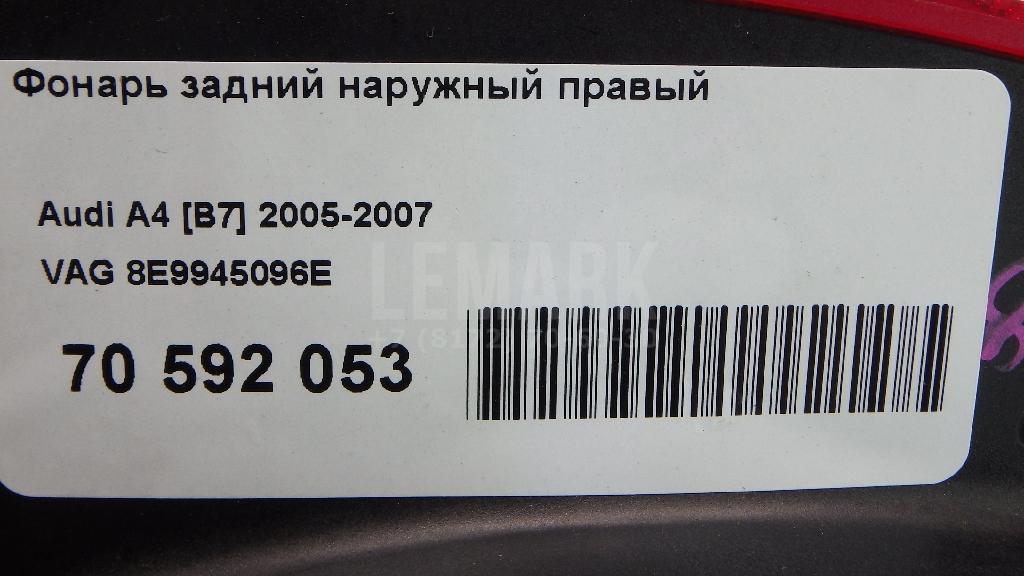 Фонарь задний наружный правый
Audi A4 [B7] 2005-2007
VAG 8E9945096E
LEMARK
70 592 053